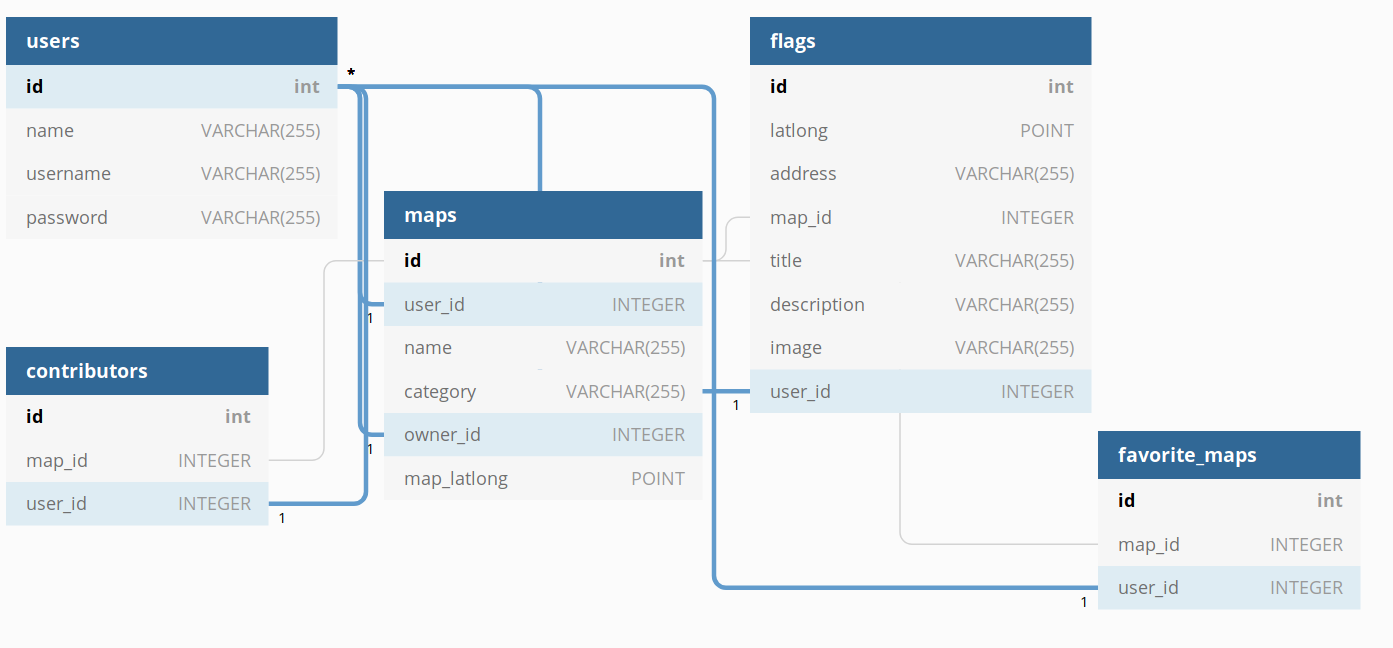 users
id int
name VARCHAR(255)
username VARCHAR(255)
password VARCHAR(255)
*
maps
id int
user_id INTEGER
name VARCHAR(255)
category VARCHAR(255)
owner_id INTEGER
map_latlong POINT
1
1
flags
id int
latlong POINT
address VARCHAR(255)
map_id INTEGER
title VARCHAR(255)
description VARCHAR(255)
image VARCHAR(255)
user_id INTEGER
1
contributors
id int
map_id INTEGER
user_id INTEGER
1
favorite_maps
id int
map_id INTEGER
user_id INTEGER
1